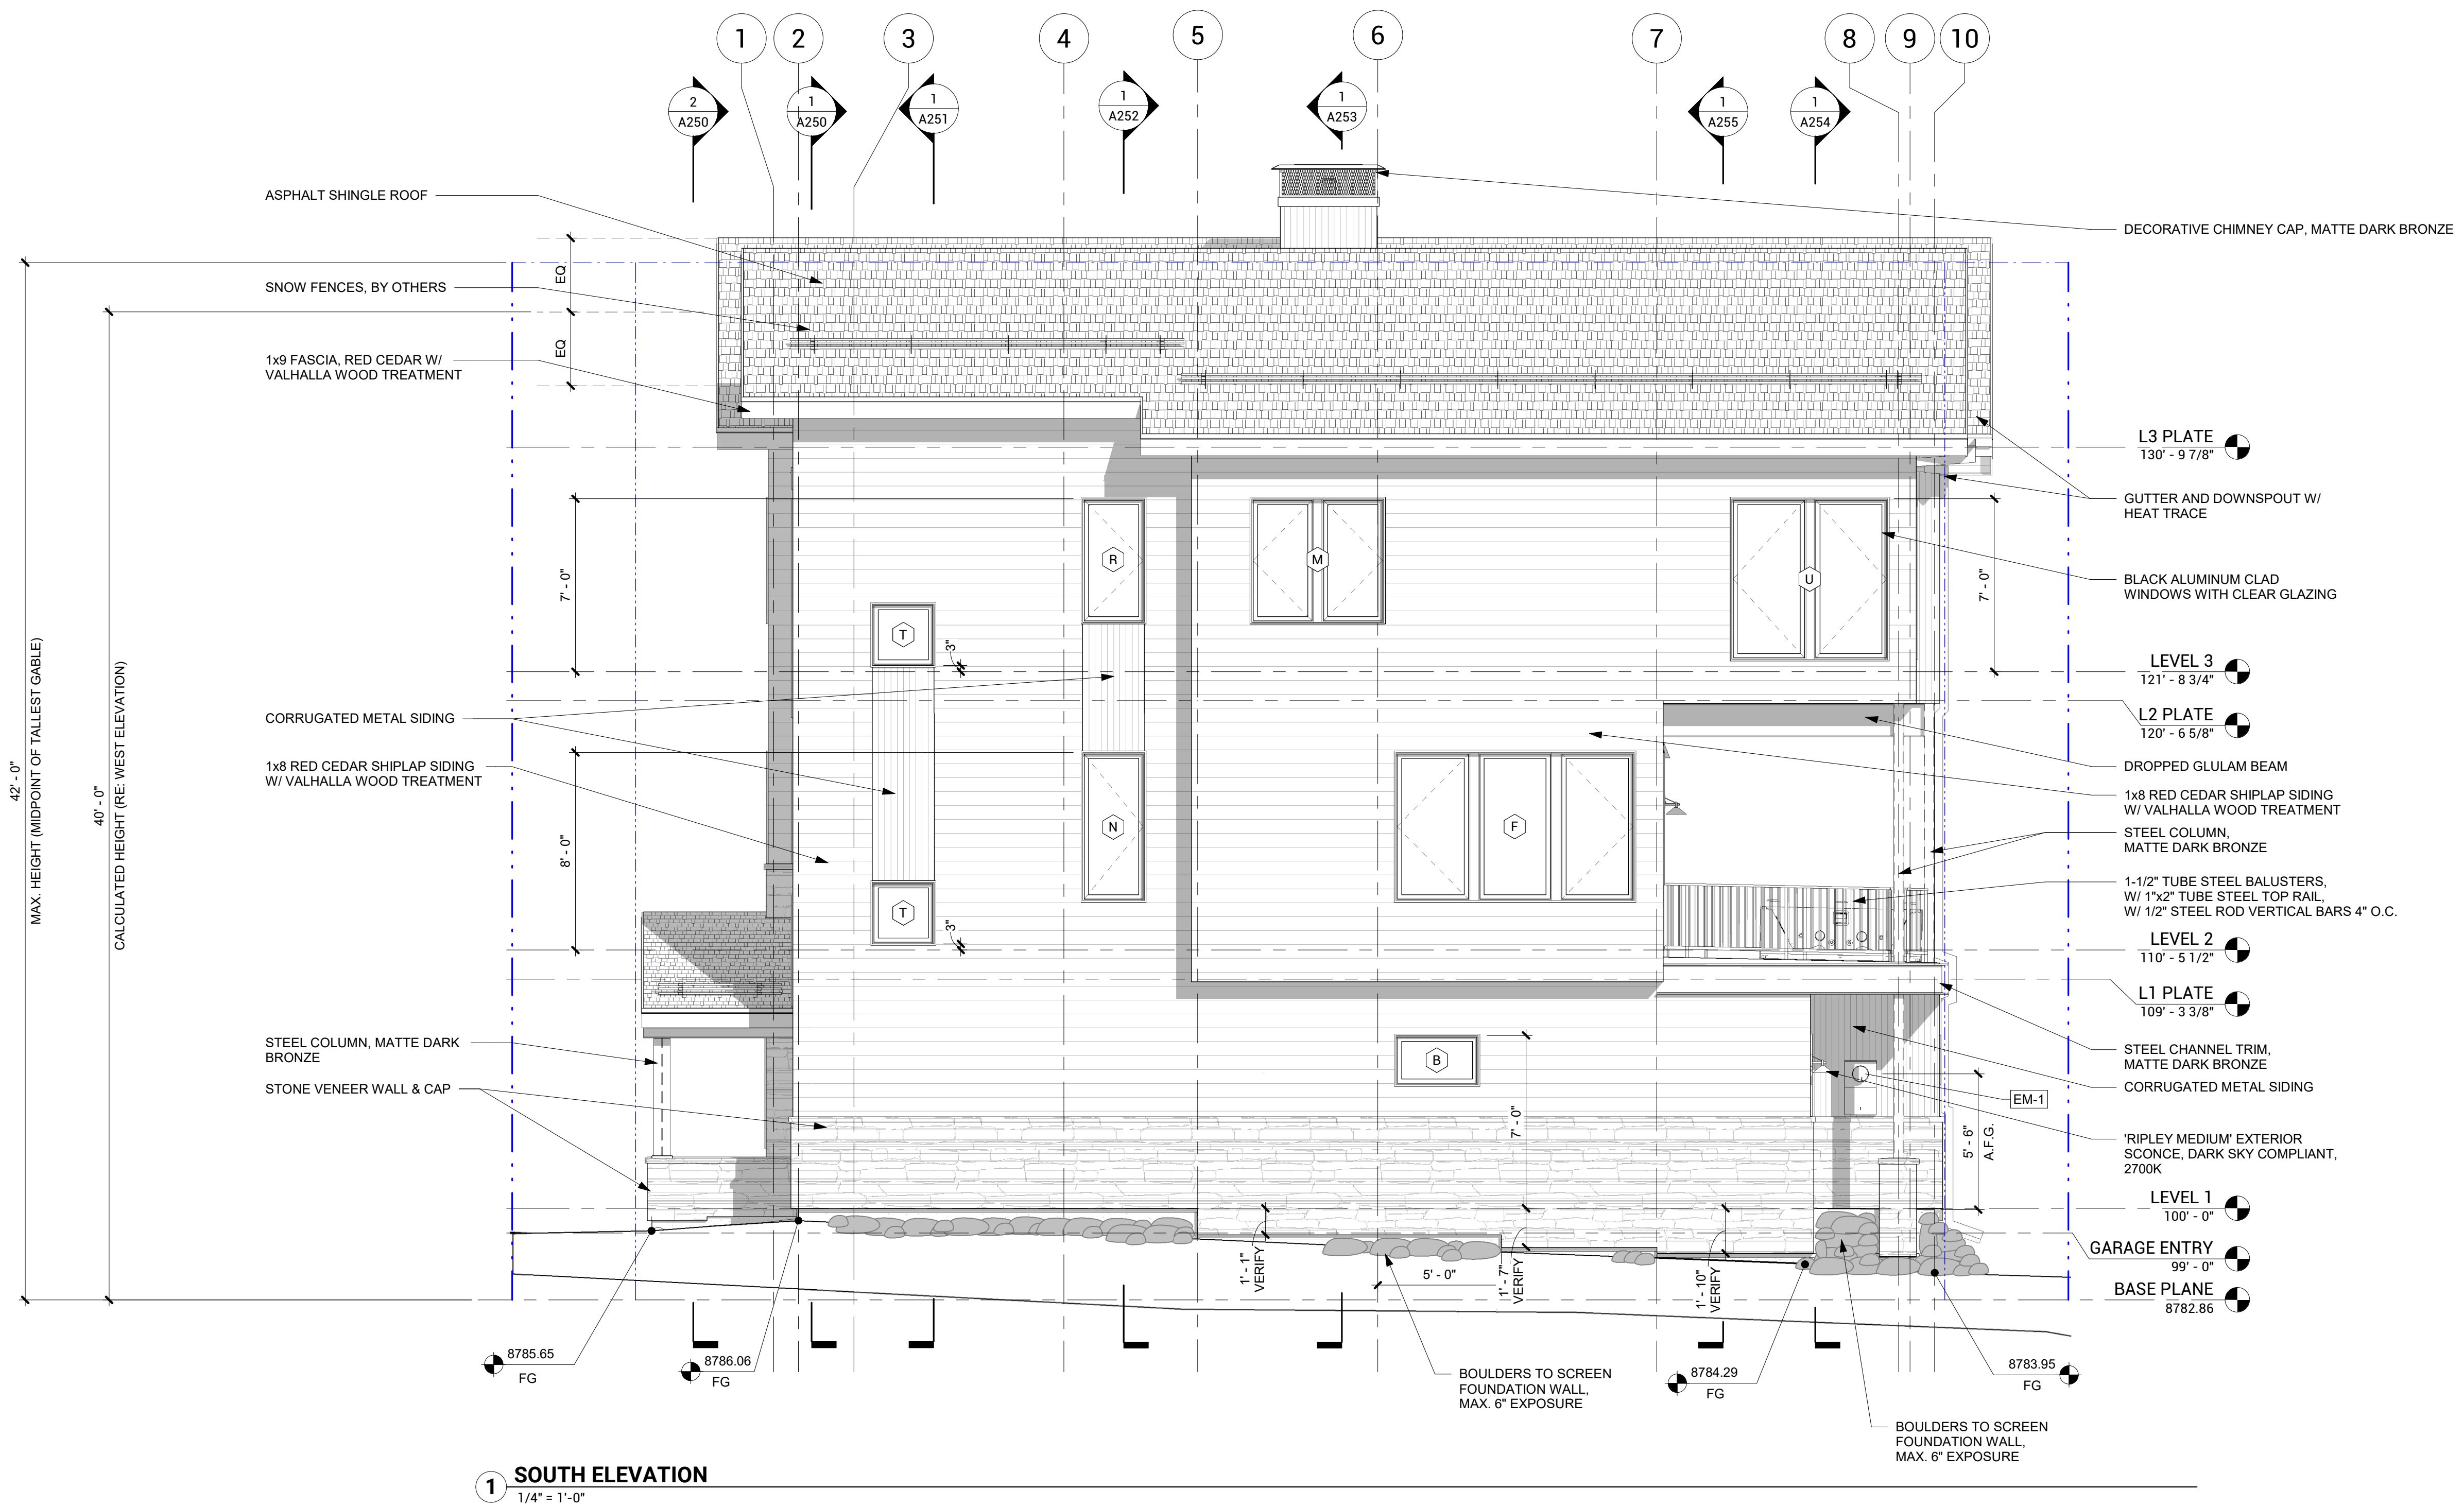 1 2 3 4 5 6 7 8 9 10
2
A250
1
A250
1
A251
1
A252
1
A253
1
A255
1
A254
ASPHALT SHINGLE ROOF
SNOW FENCES, BY OTHERS
1x9 FASCIA, RED CEDAR W/
VALHALLA WOOD TREATMENT
CORRUGATED METAL SIDING
1x8 RED CEDAR SHIPLAP SIDING
W/ VALHALLA WOOD TREATMENT
STEEL COLUMN, MATTE DARK
BRONZE
STONE VENEER WALL & CAP
42' - 0"
MAX. HEIGHT (MIDPOINT OF TALLEST GABLE)
40' - 0"
CALCULATED HEIGHT (RE: WEST ELEVATION)
EQ
EQ
7' - 0"
8' - 0"
3"
3"
R
M
U
T
N
F
T
B
7' - 0"
7' - 0"
5' - 6"
A.F.G.
EM-1
1' - 1"
VERIFY
5' - 0"
1' - 7"
VERIFY
1' - 10"
VERIFY
DECORATIVE CHIMNEY CAP, MATTE DARK BRONZE
L3 PLATE
130' - 9 7/8"
GUTTER AND DOWNSPOUT W/
HEAT TRACE
BLACK ALUMINUM CLAD
WINDOWS WITH CLEAR GLAZING
LEVEL 3
121' - 8 3/4"
L2 PLATE
120' - 6 5/8"
DROPPED GLULAM BEAM
1x8 RED CEDAR SHIPLAP SIDING
W/ VALHALLA WOOD TREATMENT
STEEL COLUMN,
MATTE DARK BRONZE
1-1/2" TUBE STEEL BALUSTERS,
W/ 1"x2" TUBE STEEL TOP RAIL,
W/ 1/2" STEEL ROD VERTICAL BARS 4" O.C.
LEVEL 2
110' - 5 1/2"
L1 PLATE
109' - 3 3/8"
STEEL CHANNEL TRIM,
MATTE DARK BRONZE
CORRUGATED METAL SIDING
'RIPLEY MEDIUM' EXTERIOR
SCONCE, DARK SKY COMPLIANT,
2700K
LEVEL 1
100' - 0"
GARAGE ENTRY
99' - 0"
BASE PLANE
8782.86
8785.65
FG
8786.06
FG
8784.29
FG
8783.95
FG
BOULDERS TO SCREEN
FOUNDATION WALL,
MAX. 6" EXPOSURE
BOULDERS TO SCREEN
FOUNDATION WALL,
MAX. 6" EXPOSURE
1 SOUTH ELEVATION
1/4" = 1'-0"